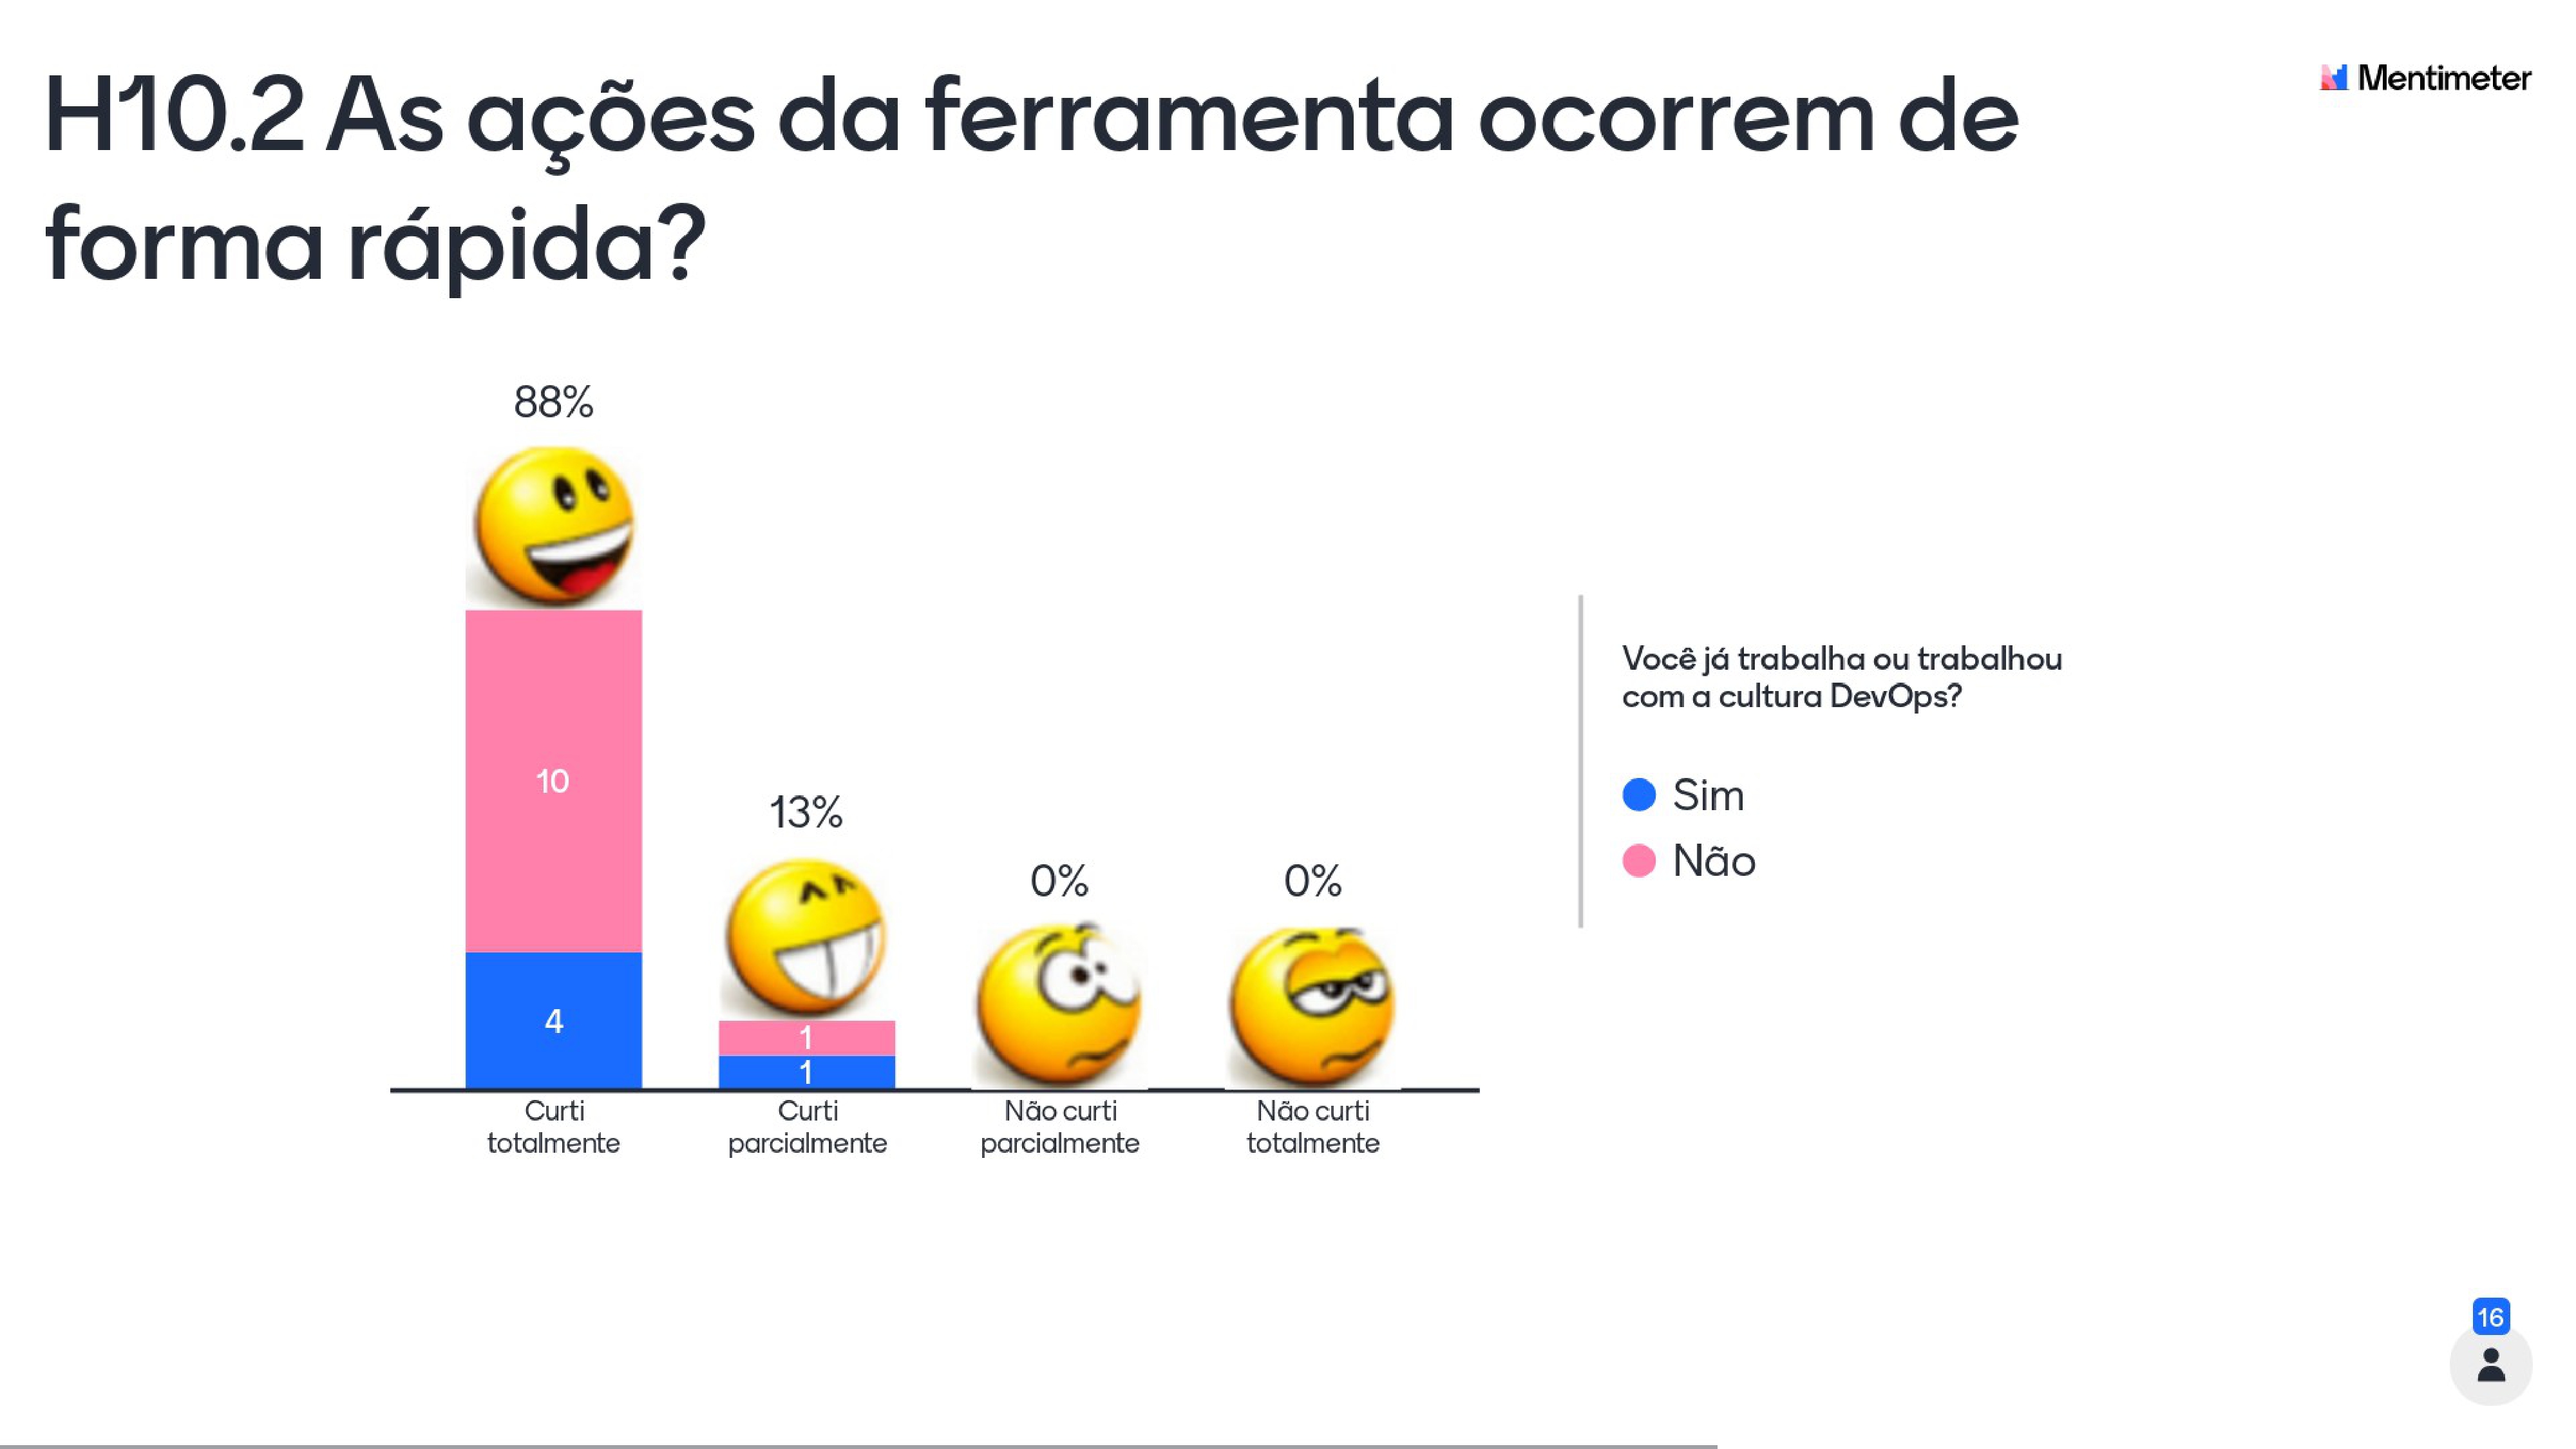 H10.2 As ações da ferramenta ocorrem de
forma rápida?
Mentimeter
88%
10
4
13%
1
1
0%
0%
Curti
totalmente
Curti
parcialmente
Não curti
parcialmente
Não curti
totalmente
Você já trabalha ou trabalhou
com a cultura DevOps?
Sim
Não
16